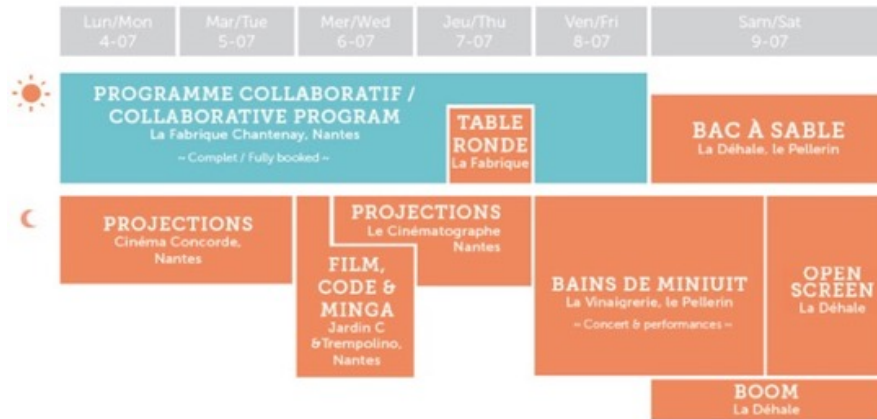 Lun/Mon
4-07
Mar/Tue
5-07
Mer/Wed
6-07
Jeu/Thu
7-07
Ven/Fri
8-07
Sam/Sat
9-07
PROGRAMME COLLABORATIF /
COLLABORATIVE PROGRAM
La Fabrique Chantenay, Nantes
~ Complet / Fully booked ~
TABLE
RONDE
La Fabrique
BAC À SABLE
La Déhale, le Pellerin
PROJECTIONS
Cinéma Concorde,
Nantes
PROJECTIONS
Le Cinématographe
Nantes
FILM,
CODE &
MINGA
Jardin C
&Trempolino,
Nantes
BAINS DE MINIUIT
La Vinaigrerie, le Pellerin
~ Concert & performances ~
OPEN
SCREEN
La Déhale
BOOM
La Déhale